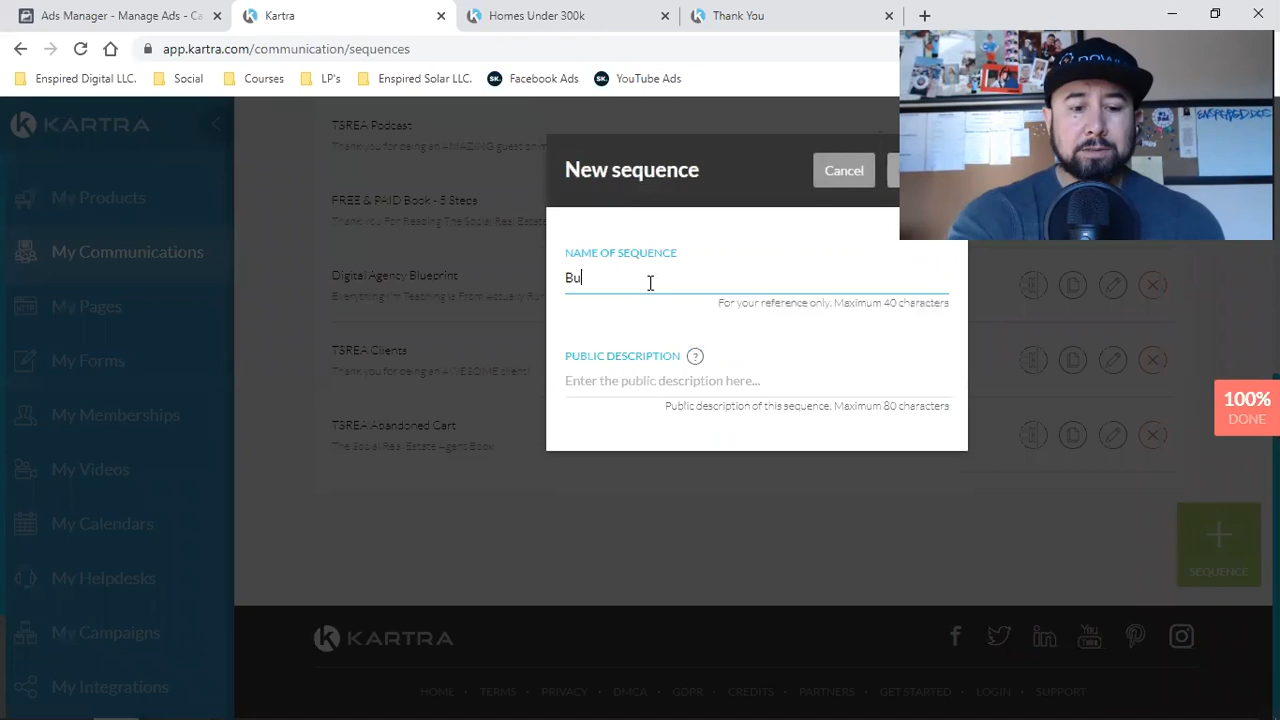 Ads Manager - Manage Ads - Ca
Kartra
Homes Under 300k
Thank You
app.kartra.com/communication/sequences
Enspired Digital LLC.
Social
Courses
LP's
Enspired Solar LLC.
SK. Facebook Ads
SK. YouTube Ads
KARTRA
My Products
My Communications
My Pages
My Forms
My Memberships
My Videos
My Calendars
My Helpdesks
My Campaigns
My Integrations
TSREA Podcast
Thank you for being an AMAZING guest on m
FREE & PAID Book - 5 Steps
Thank You For Reading The Social Real Estate
Digital Agency Blueprint
Everything I'm Teaching Is From Actually Run
TSREA Clients
Thank you for being an AWESOME client!
TSREA Abandoned Cart
The Social Real Estate Agent Book
New sequence
Cancel
NAME OF SEQUENCE
Bu
For your reference only. Maximum 40 characters
PUBLIC DESCRIPTION ?
Enter the public description here...
Public description of this sequence. Maximum 80 characters
100%
DONE
SEQUENCE
KARTRA
HOME • TERMS • PRIVACY • DMCA • GDPR • CREDITS • PARTNERS • GET STARTED • LOGIN • SUPPORT